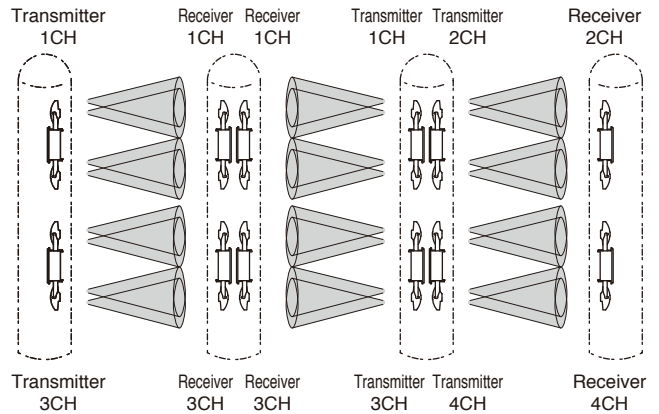 Transmitter Receiver Receiver Transmitter Transmitter Receiver
1CH 1CH 1CH 1CH 2CH 2CH
Transmitter Receiver Receiver Transmitter Transmitter Receiver
3CH 3CH 3CH 3CH 4CH 4CH